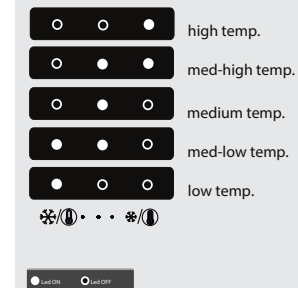 high temp.
med-high temp.
medium temp.
med-low temp.
low temp.
Led ON Led OFF